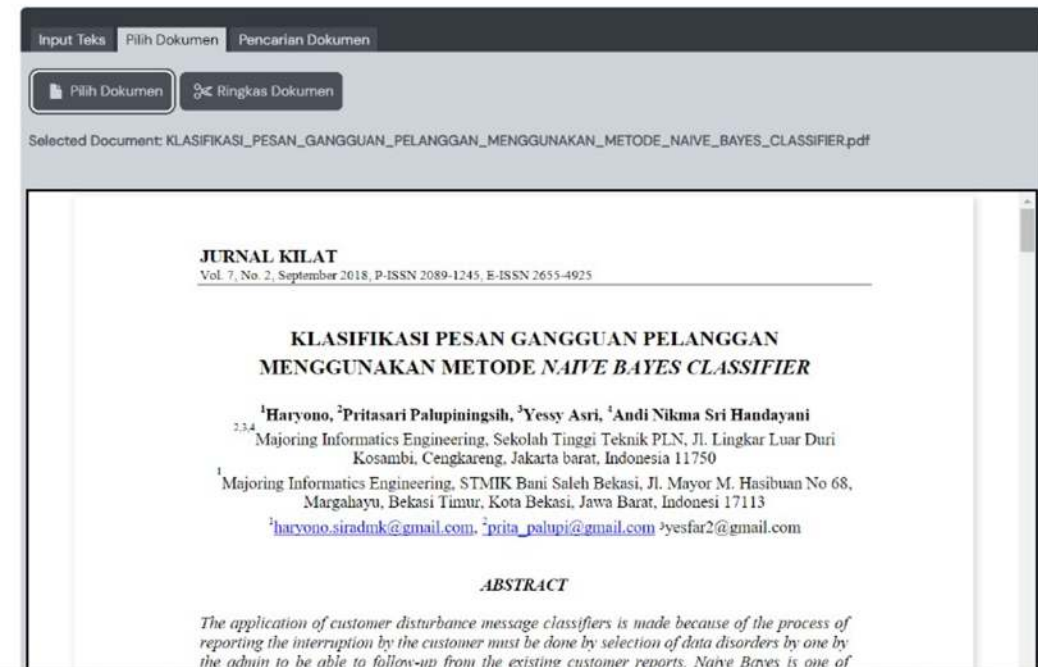 Input Teks Pilih Dokumen Pencarian Dokumen
Pilih Dokumen Ringkas Dokumen
Selected Document: KLASIFIKASI_PESAN_GANGGUAN_PELANGGAN_MENGGUNAKAN_METODE_NAIVE_BAYES_CLASSIFIER.pdf
JURNAL KILAT
Vol. 7, No. 2, September 2018, P-ISSN 2089-1245, E-ISSN 2655-4925
KLASIFIKASI PESAN GANGGUAN PELANGGAN
MENGGUNAKAN METODE NAIVE BAYES CLASSIFIER
¹Haryono, ²Pritasari Palupiningsih, ³Yessy Asri, ⁴Andi Nikma Sri Handayani
²,³,⁴Majoring Informatics Engineering, Sekolah Tinggi Teknik PLN, Jl. Lingkar Luar Duri
Kosambi, Cengkareng, Jakarta barat, Indonesia 11750
¹Majoring Informatics Engineering, STMIK Bani Saleh Bekasi, Jl. Mayor M. Hasibuan No 68,
Margahayu, Bekasi Timur, Kota Bekasi, Jawa Barat, Indonesi 17113
¹haryono.siradmk@gmail.com, ²prita_palupi@gmail.com ³yesfar2@gmail.com
ABSTRACT
The application of customer disturbance message classifiers is made because of the process of
reporting the interruption by the customer must be done by selection of data disorders by one by
the admin to be able to follow-up from the existing customer reports. Naive Bayes is one of